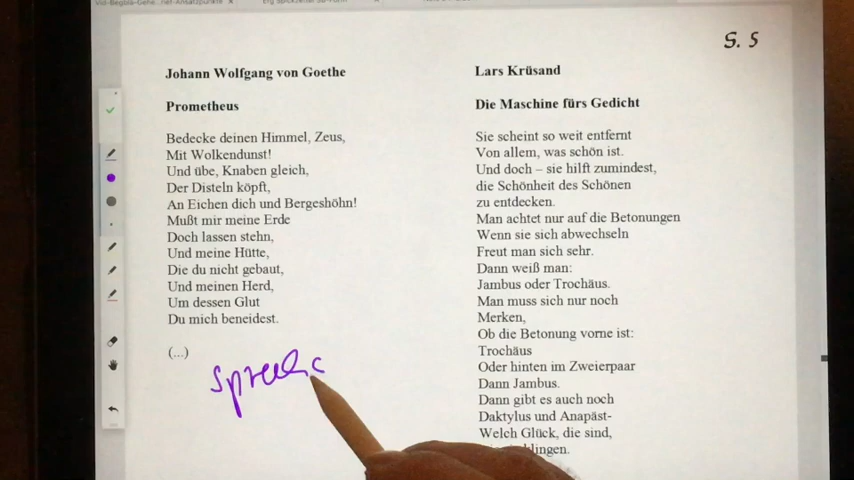 S. 5
Johann Wolfgang von Goethe
Prometheus
Bedecke deinen Himmel, Zeus,
Mit Wolkendunst!
Und übe, Knaben gleich,
Der Disteln köpft,
An Eichen dich und Bergeshöhn!
Mußt mir meine Erde
Doch lassen stehn,
Und meine Hütte,
Die du nicht gebaut,
Und meinen Herd,
Um dessen Glut
Du mich beneidest.
(...)
Lars Krüsand
Die Maschine fürs Gedicht
Sie scheint so weit entfernt
Von allem, was schön ist.
Und doch – sie hilft zumindest,
die Schönheit des Schönen
zu entdecken.
Man achtet nur auf die Betonungen
Wenn sie sich abwechseln
Freut man sich sehr.
Dann weiß man:
Jambus oder Trochäus.
Man muss sich nur noch
Merken,
Ob die Betonung vorne ist:
Trochäus
Oder hinten im Zweierpaar
Dann Jambus.
Dann gibt es auch noch
Daktylus und Anapäst-
Welch Glück, die sind,